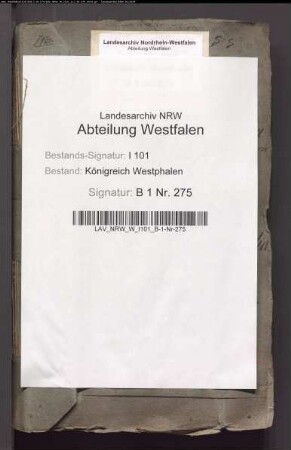 Landesarchiv Nordrhein-Westfalen
Abteilung Westfalen
Landesarchiv NRW
Abteilung Westfalen
Bestands-Signatur: I 101
Bestand: Königreich Westphalen
Signatur: B 1 Nr. 275
LAV_NRW_W_I101_B-1-Nr-275